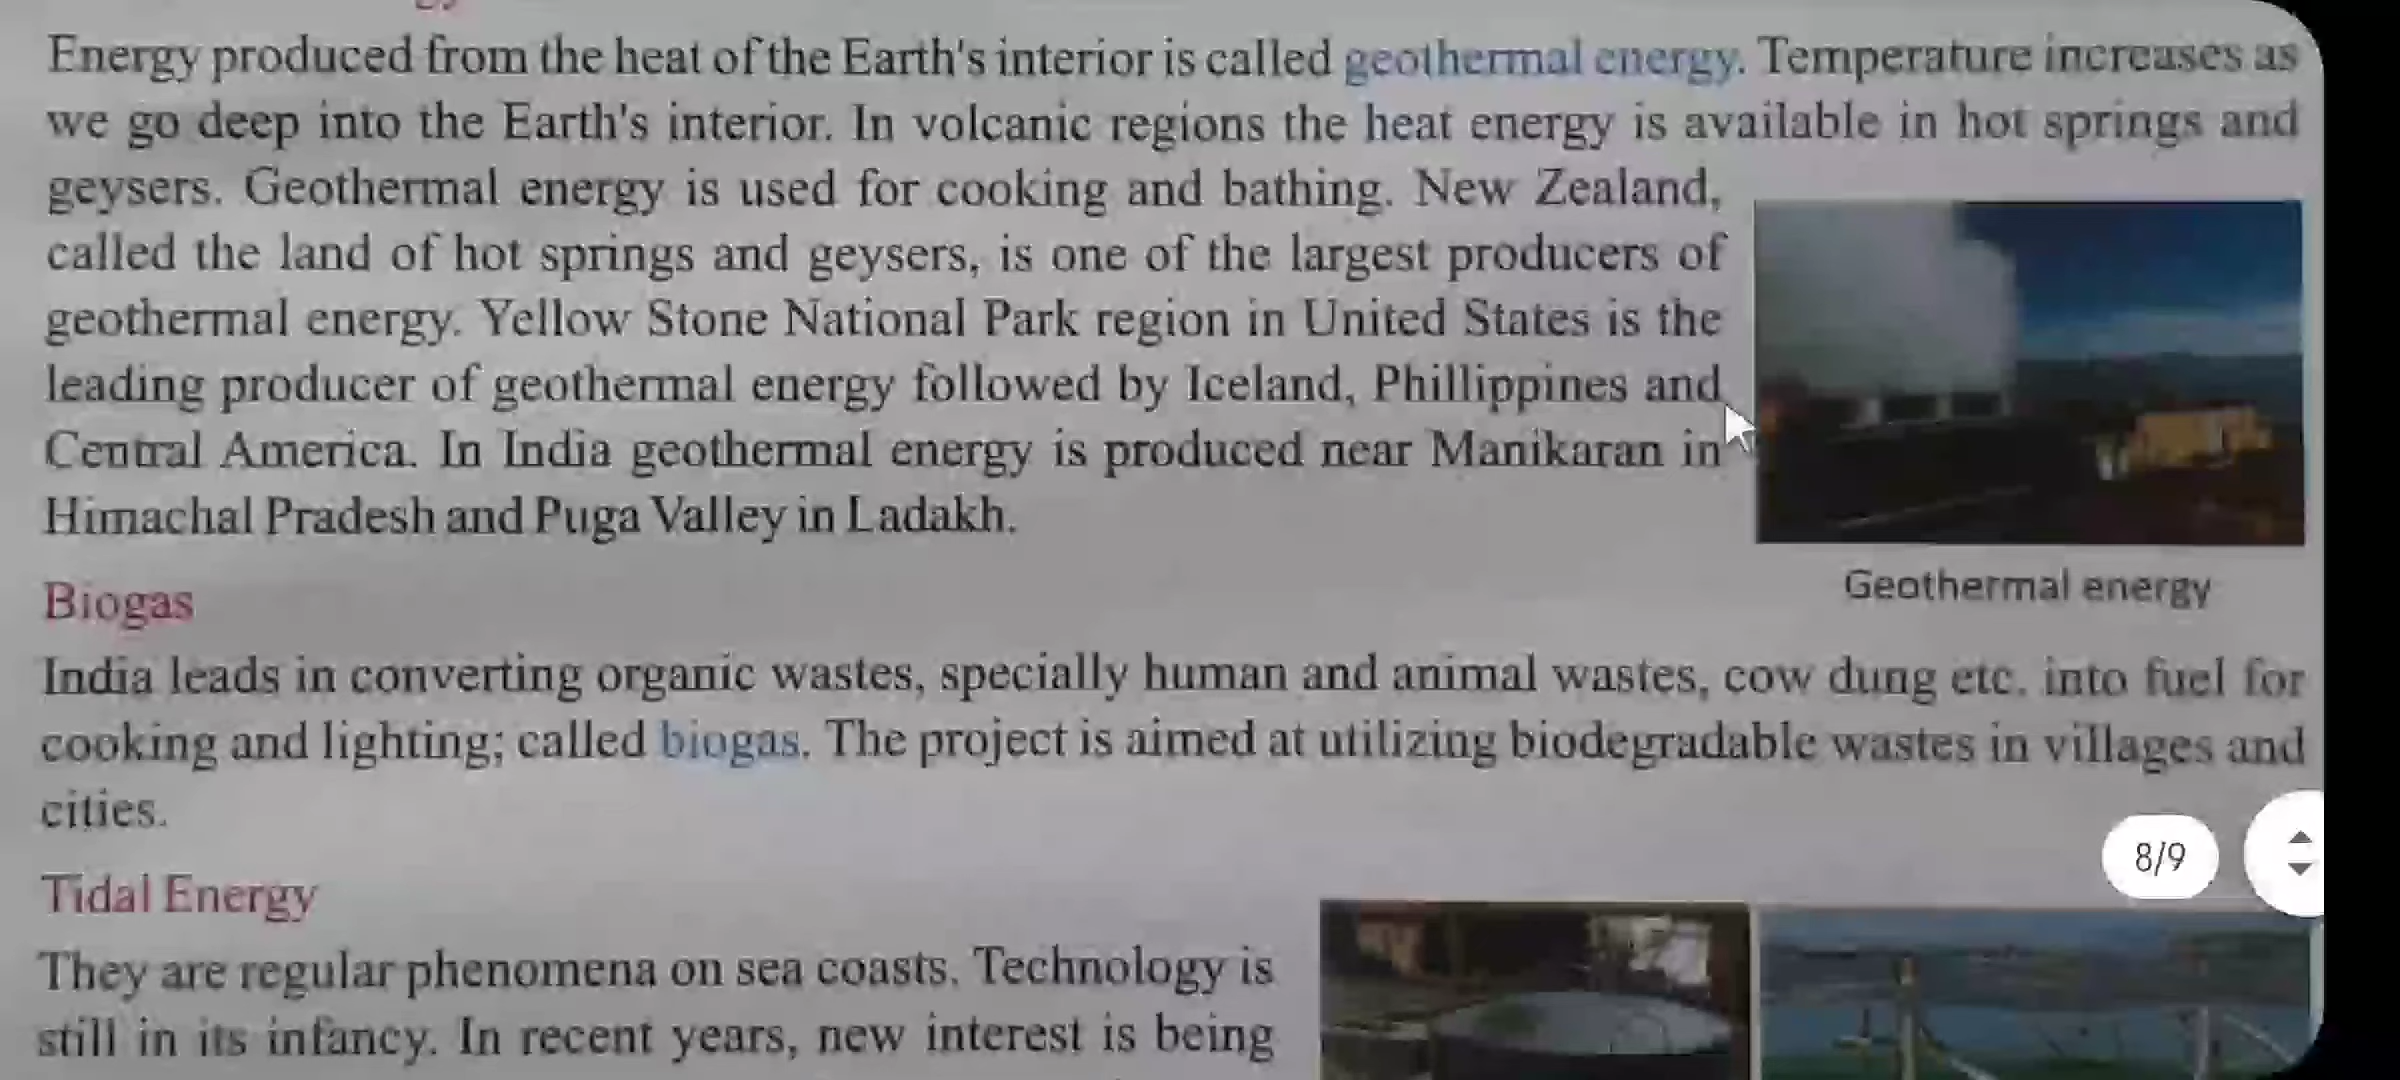 Energy produced from the heat of the Earth's interior is called geothermal energy. Temperature increases as
we go deep into the Earth's interior. In volcanic regions the heat energy is available in hot springs and
geysers. Geothermal energy is used for cooking and bathing. New Zealand,
called the land of hot springs and geysers, is one of the largest producers of
geothermal energy. Yellow Stone National Park region in United States is the
leading producer of geothermal energy followed by Iceland, Phillippines and
Central America. In India geothermal energy is produced near Manikaran in
Himachal Pradesh and Puga Valley in Ladakh.
Geothermal energy
Biogas
India leads in converting organic wastes, specially human and animal wastes, cow dung etc. into fuel for
cooking and lighting; called biogas. The project is aimed at utilizing biodegradable wastes in villages and
cities.
8/9
Tidal Energy
They are regular phenomena on sea coasts. Technology is
still in its infancy. In recent years, new interest is being